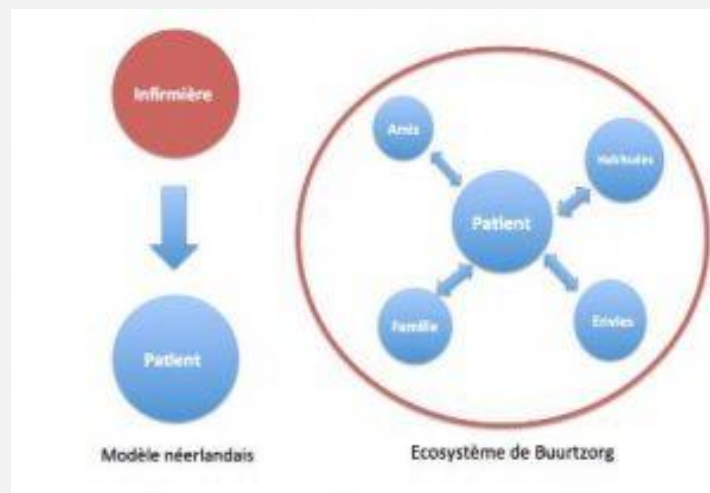 Infirmière
Patient
Modèle néerlandais
Amis
Habitudes
Patient
Famille
Envies
Ecosystème de Buurtzorg